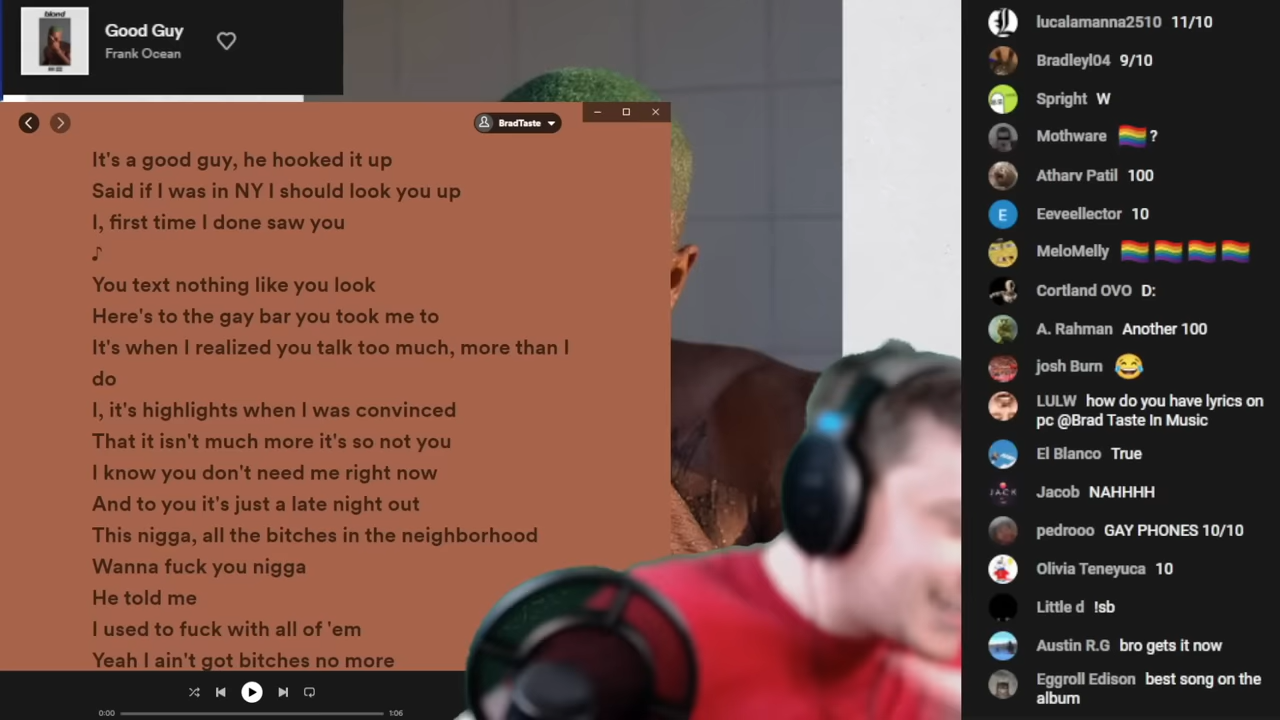 blond
Good Guy
Frank Ocean
BradTaste
It's a good guy, he hooked it up
Said if I was in NY I should look you up
I, first time I done saw you
♪
You text nothing like you look
Here's to the gay bar you took me to
It's when I realized you talk too much, more than I
do
I, it's highlights when I was convinced
That it isn't much more it's so not you
I know you don't need me right now
And to you it's just a late night out
This nigga, all the bitches in the neighborhood
Wanna fuck you nigga
He told me
I used to fuck with all of 'em
Yeah I ain't got bitches no more
0:00
1:06
lucalamanna2510 11/10
Bradleyl04 9/10
Spright W
Mothware 🏳️‍🌈?
Atharv Patil 100
E
Eeveellector 10
MeloMelly 🏳️‍🌈 🏳️‍🌈 🏳️‍🌈 🏳️‍🌈
Cortland OVO D:
A. Rahman Another 100
josh Burn 😂
LULW how do you have lyrics on
pc @Brad Taste In Music
El Blanco True
JACK
Jacob NAHHHH
pedrooo GAY PHONES 10/10
Olivia Teneyuca 10
Little d !sb
Austin R.G bro gets it now
Eggroll Edison best song on the
album